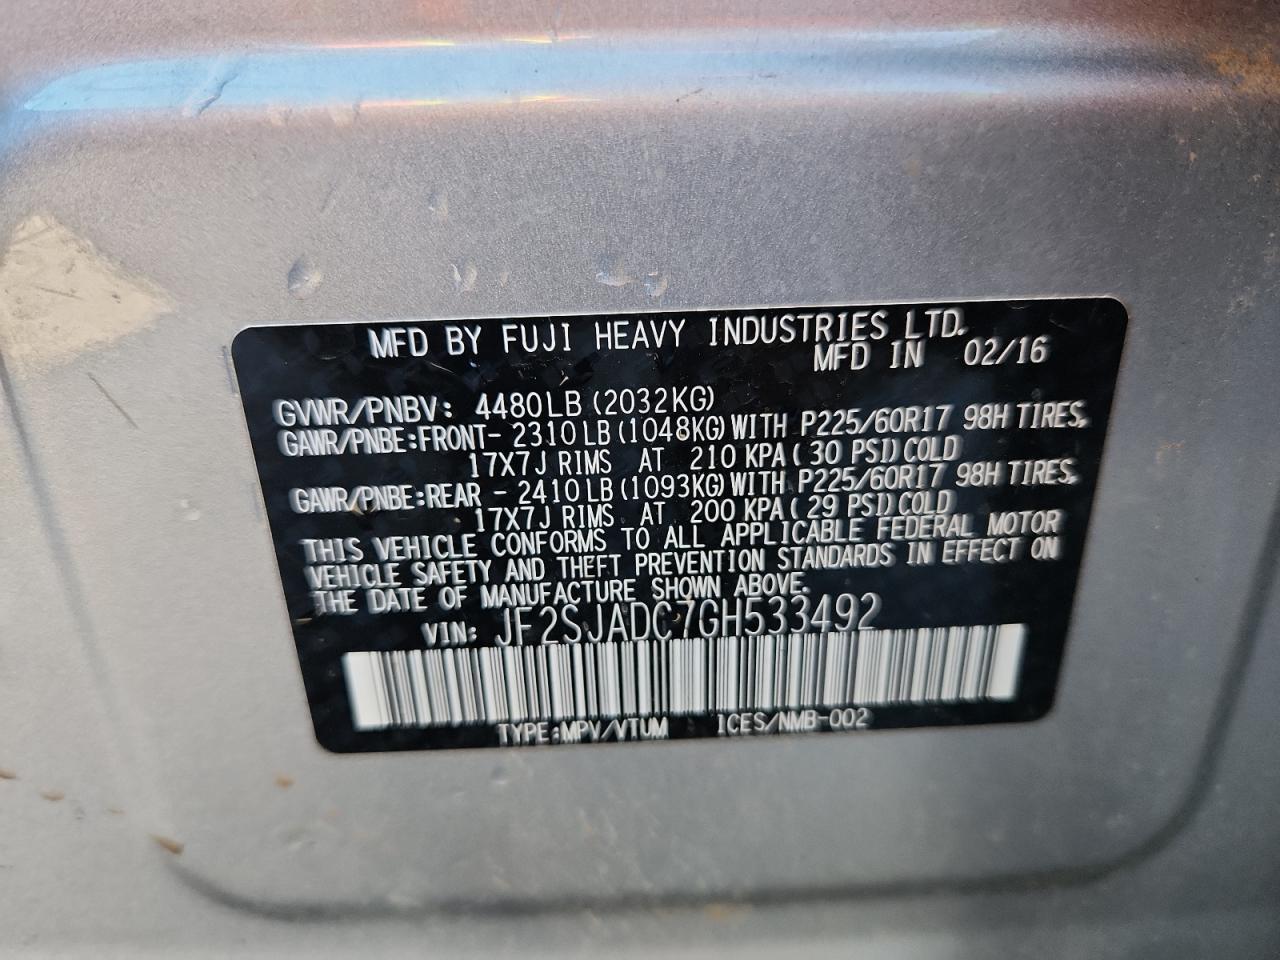 MFD BY FUJI HEAVY INDUSTRIES LTD.
MFD IN 02/16
GVWR/PNBV: 4480LB (2032KG)
GAWR/PNBE:FRONT- 2310LB (1048KG) WITH P225/60R17 98H TIRES,
17X7J RIMS AT 210 KPA ( 30 PSI) COLD
GAWR/PNBE:REAR - 2410LB (1093KG) WITH P225/60R17 98H TIRES,
17X7J RIMS AT 200 KPA ( 29 PSI) COLD
THIS VEHICLE CONFORMS TO ALL APPLICABLE FEDERAL MOTOR
VEHICLE SAFETY AND THEFT PREVENTION STANDARDS IN EFFECT ON
THE DATE OF MANUFACTURE SHOWN ABOVE.
VIN: JF2SJADC7GH533492
TYPE:MPV/VTUM ICES/NMB-002